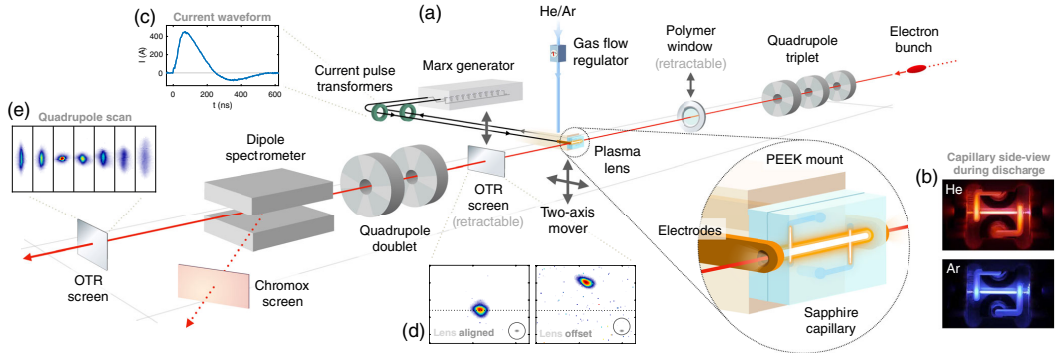 (c)
Current waveform
I (A)
400
200
0
0
200
400
600
t (ns)
(a)
He/Ar
Gas flow
regulator
Polymer
window
(retractable)
Quadrupole
triplet
Electron
bunch
Current pulse
transformers
Marx generator
(e)
Quadrupole scan
Dipole
spectrometer
Plasma
lens
PEEK mount
Capillary side-view
during discharge
(b)
He
Ar
OTR
screen
(retractable)
Two-axis
mover
Electrodes
Quadrupole
doublet
OTR
screen
Chromox
screen
(d)
Lens aligned
Lens offset
Sapphire
capillary